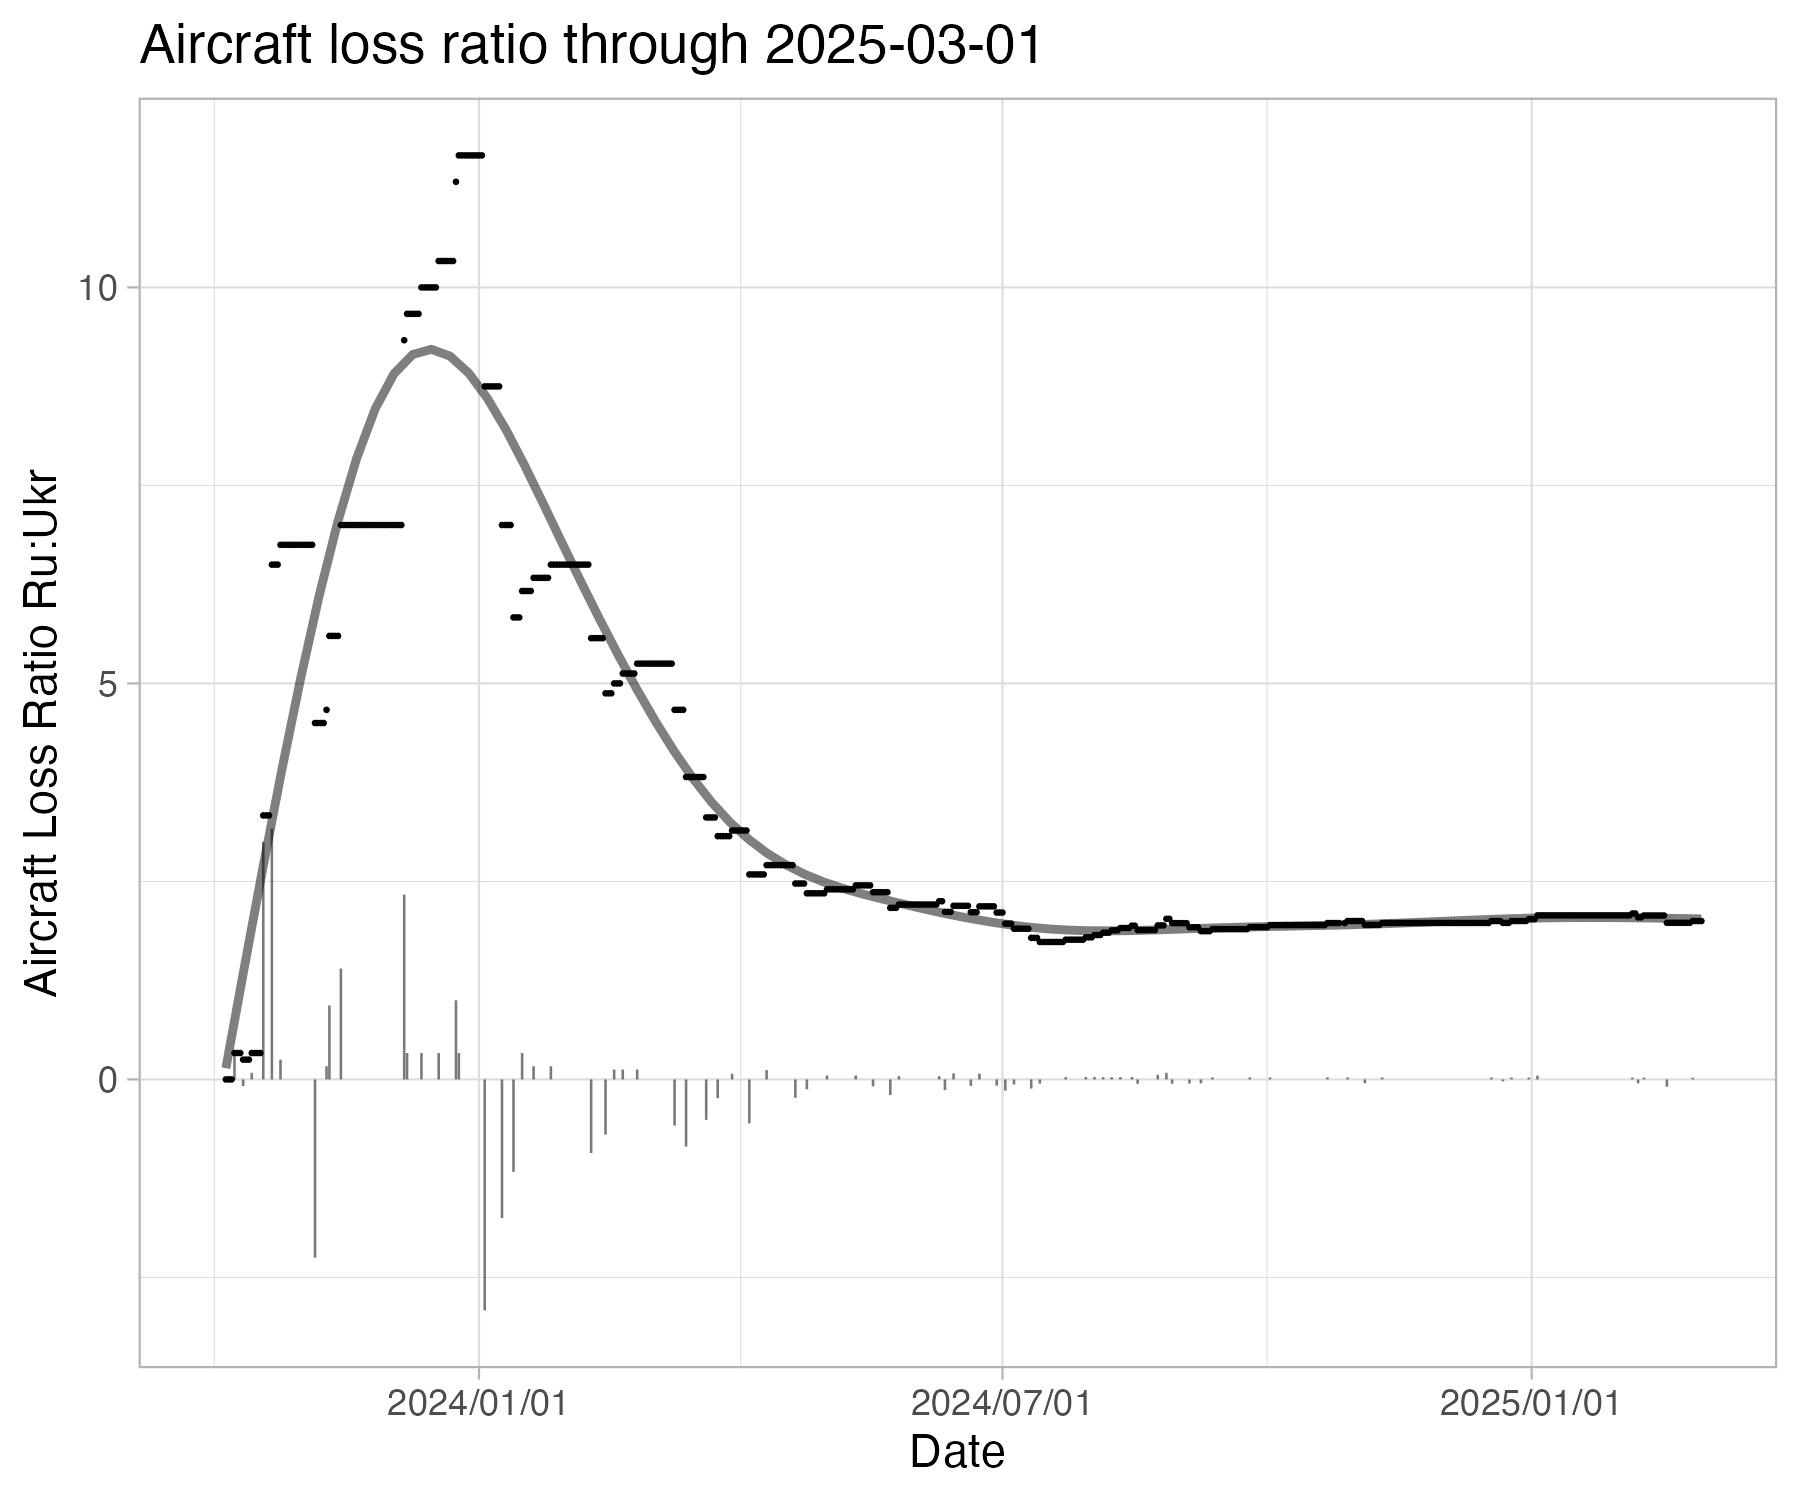 Aircraft loss ratio through 2025-03-01
Aircraft Loss Ratio Ru:Ukr
10
5
0
2024/01/01
2024/07/01
2025/01/01
Date